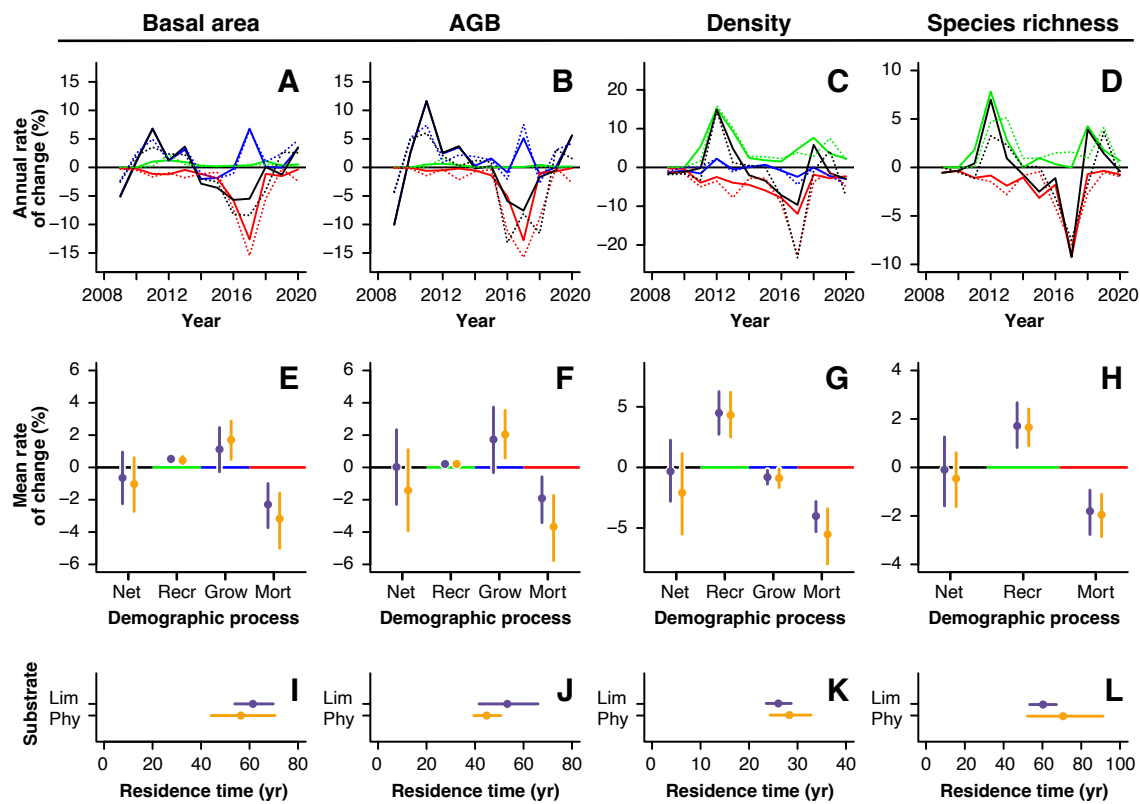 Basal area AGB Density Species richness
Annual rate
of change (%)
A B C D
15 10 5 0 −5 −10 −15
15 10 5 0 −5 −10 −15
20 10 0 −10 −20
10 5 0 −5 −10
2008 2012 2016 2020 2008 2012 2016 2020 2008 2012 2016 2020 2008 2012 2016 2020
Year Year Year Year
Mean rate
of change (%)
E F G H
6 4 2 0 −2 −4 −6
6 4 2 0 −2 −4 −6
5 0 −5
4 2 0 −2 −4
Net Recr Grow Mort Net Recr Grow Mort Net Recr Grow Mort Net Recr Mort
Demographic process Demographic process Demographic process Demographic process
Substrate
I J K L
Lim Lim Lim Lim
Phy Phy Phy Phy
0 20 40 60 80 0 20 40 60 80 0 10 20 30 40 0 20 40 60 80 100
Residence time (yr) Residence time (yr) Residence time (yr) Residence time (yr)